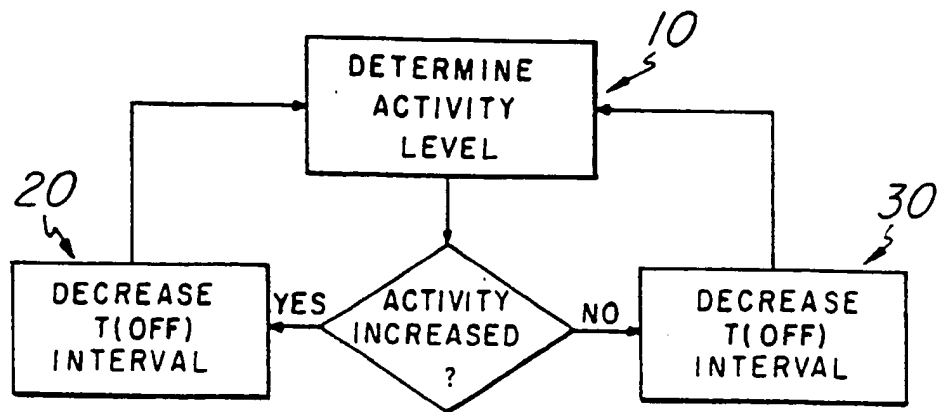 10
DETERMINE
ACTIVITY
LEVEL
20
30
DECREASE
T(OFF)
INTERVAL
YES
ACTIVITY
INCREASED
?
NO
DECREASE
T(OFF)
INTERVAL